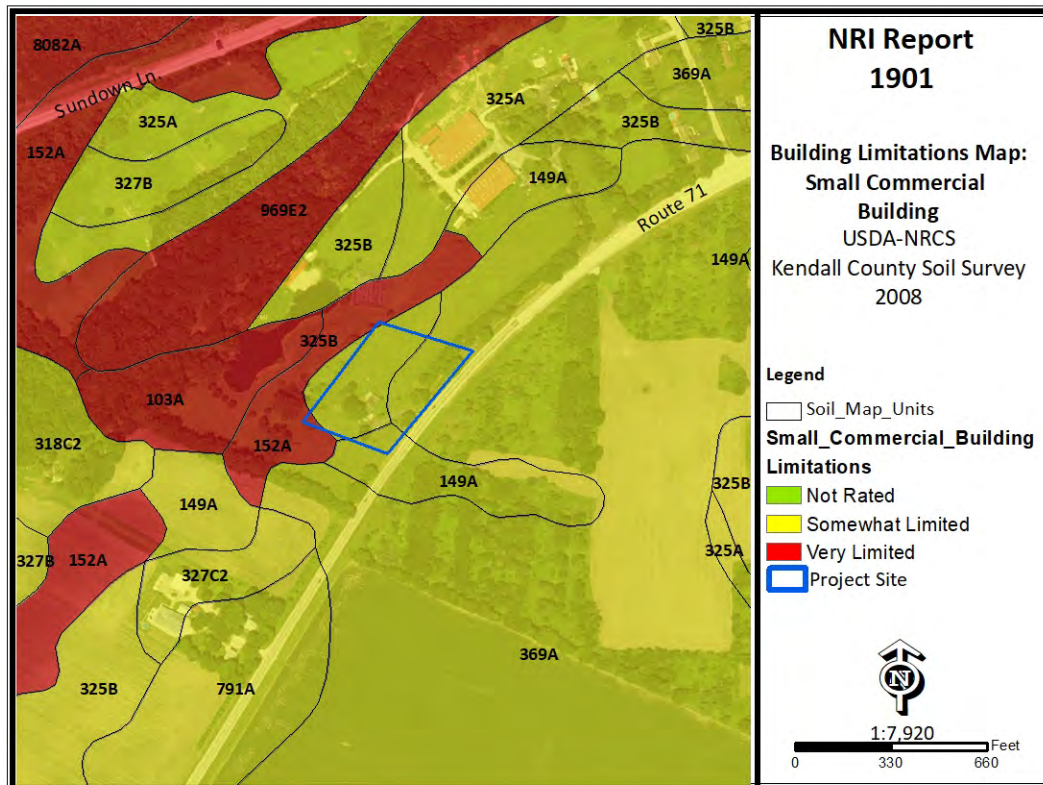 325B
8082A
369A
Sundown Ln.
325A
325A
325B
152A
327B
149A
969E2
Route 71
325B
149A
325B
103A
318C2
152A
149A
149A
325B
327B
152A
325A
327C2
369A
325B
791A
NRI Report
1901
Building Limitations Map:
Small Commercial
Building
USDA-NRCS
Kendall County Soil Survey
2008
Legend
Soil_Map_Units
Small_Commercial_Building
Limitations
Not Rated
Somewhat Limited
Very Limited
Project Site
N
1:7,920
Feet
0 330 660